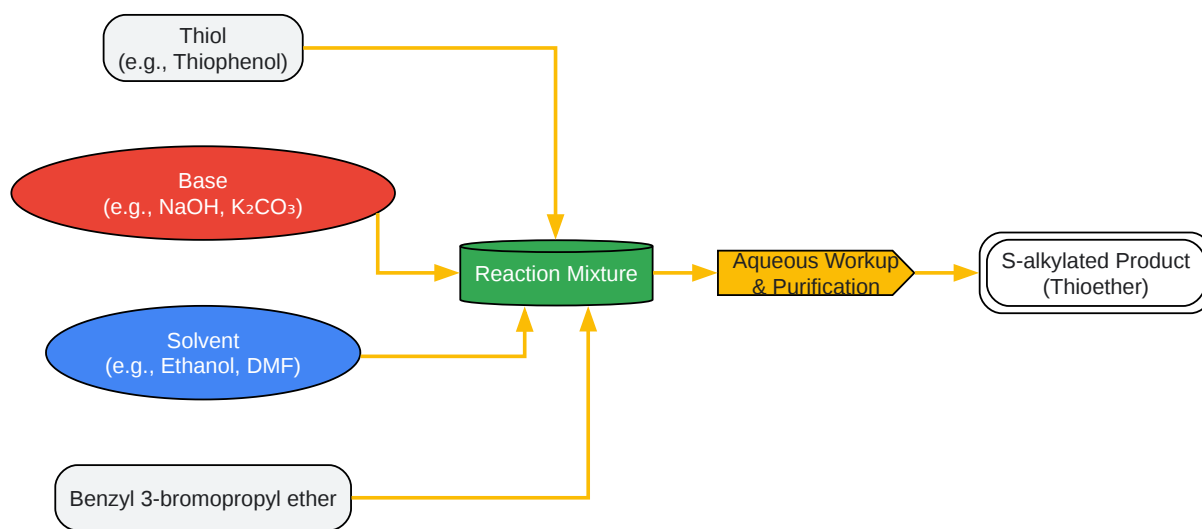 Thiol
(e.g., Thiophenol)
Base
(e.g., NaOH, K₂CO₃)
Reaction Mixture
Aqueous Workup
& Purification
S-alkylated Product
(Thioether)
Solvent
(e.g., Ethanol, DMF)
Benzyl 3-bromopropyl ether